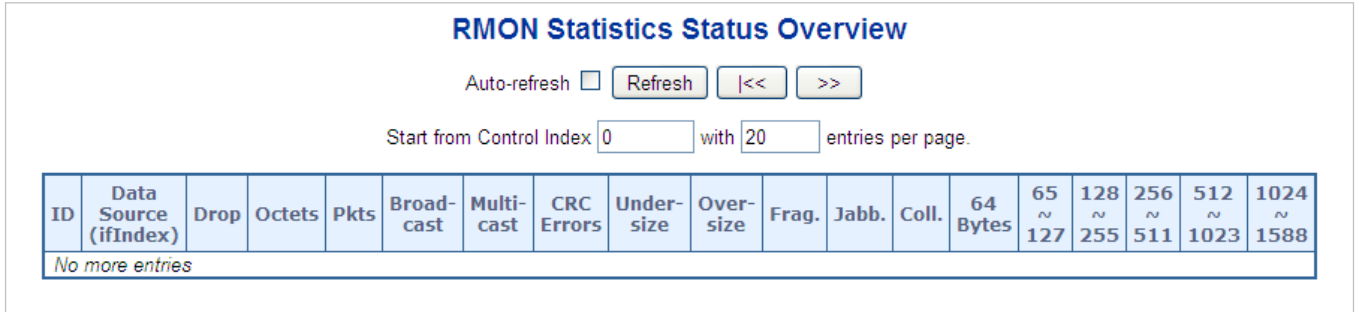 RMON Statistics Status Overview
Auto-refresh Refresh |<< >>
Start from Control Index 0 with 20 entries per page.
ID Data Source (ifIndex) Drop Octets Pkts Broad-cast Multi-cast CRC Errors Under-size Over-size Frag. Jabb. Coll. 64 Bytes 65 ~ 127 128 ~ 255 256 ~ 511 512 ~ 1023 1024 ~ 1588
No more entries